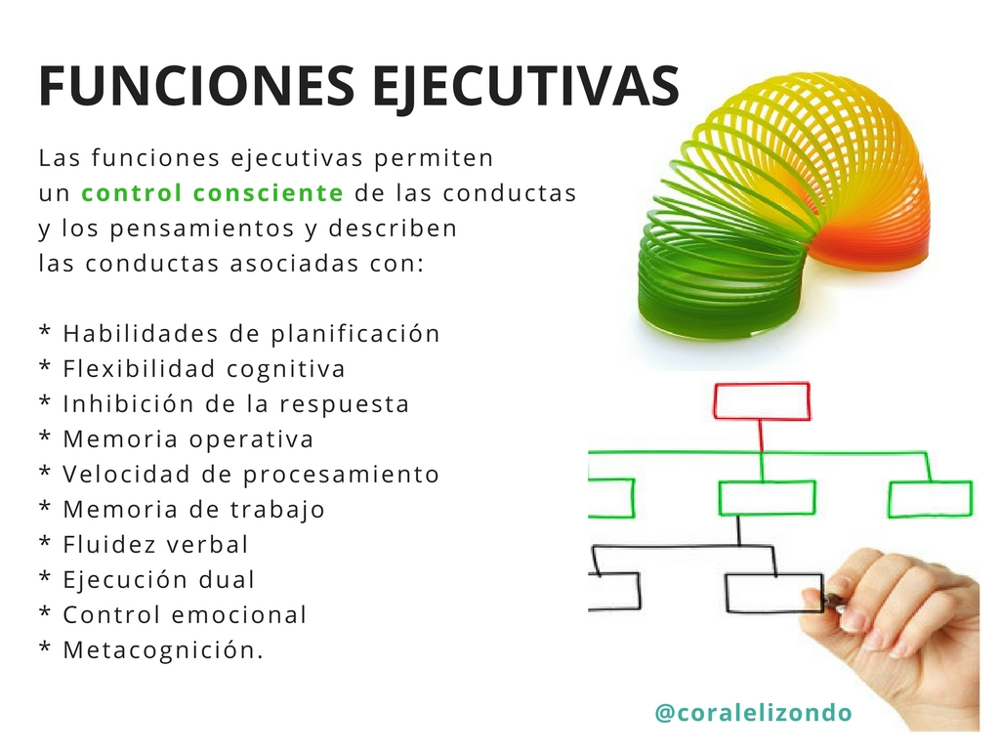 FUNCIONES EJECUTIVAS
Las funciones ejecutivas permiten
un control consciente de las conductas
y los pensamientos y describen
las conductas asociadas con:
* Habilidades de planificación
* Flexibilidad cognitiva
* Inhibición de la respuesta
* Memoria operativa
* Velocidad de procesamiento
* Memoria de trabajo
* Fluidez verbal
* Ejecución dual
* Control emocional
* Metacognición.
@coralelizondo